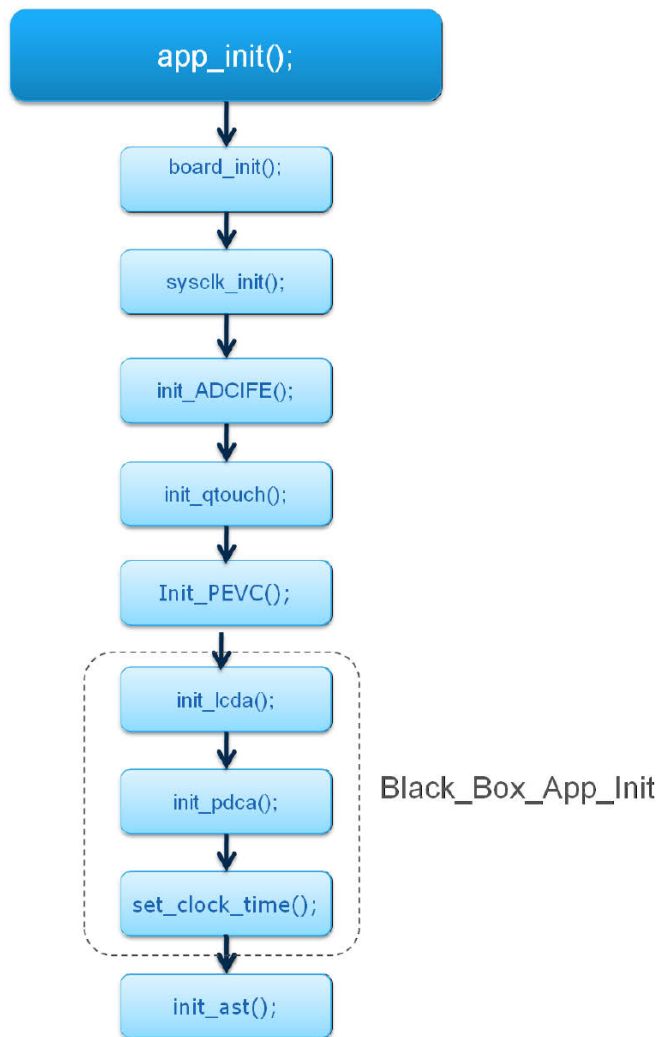 app_init();
board_init();
sysclk_init();
init_ADCIFE();
init_qtouch();
Init_PEVC();
init_lcda();
init_pdca();
Black_Box_App_Init
set_clock_time();
init_ast();